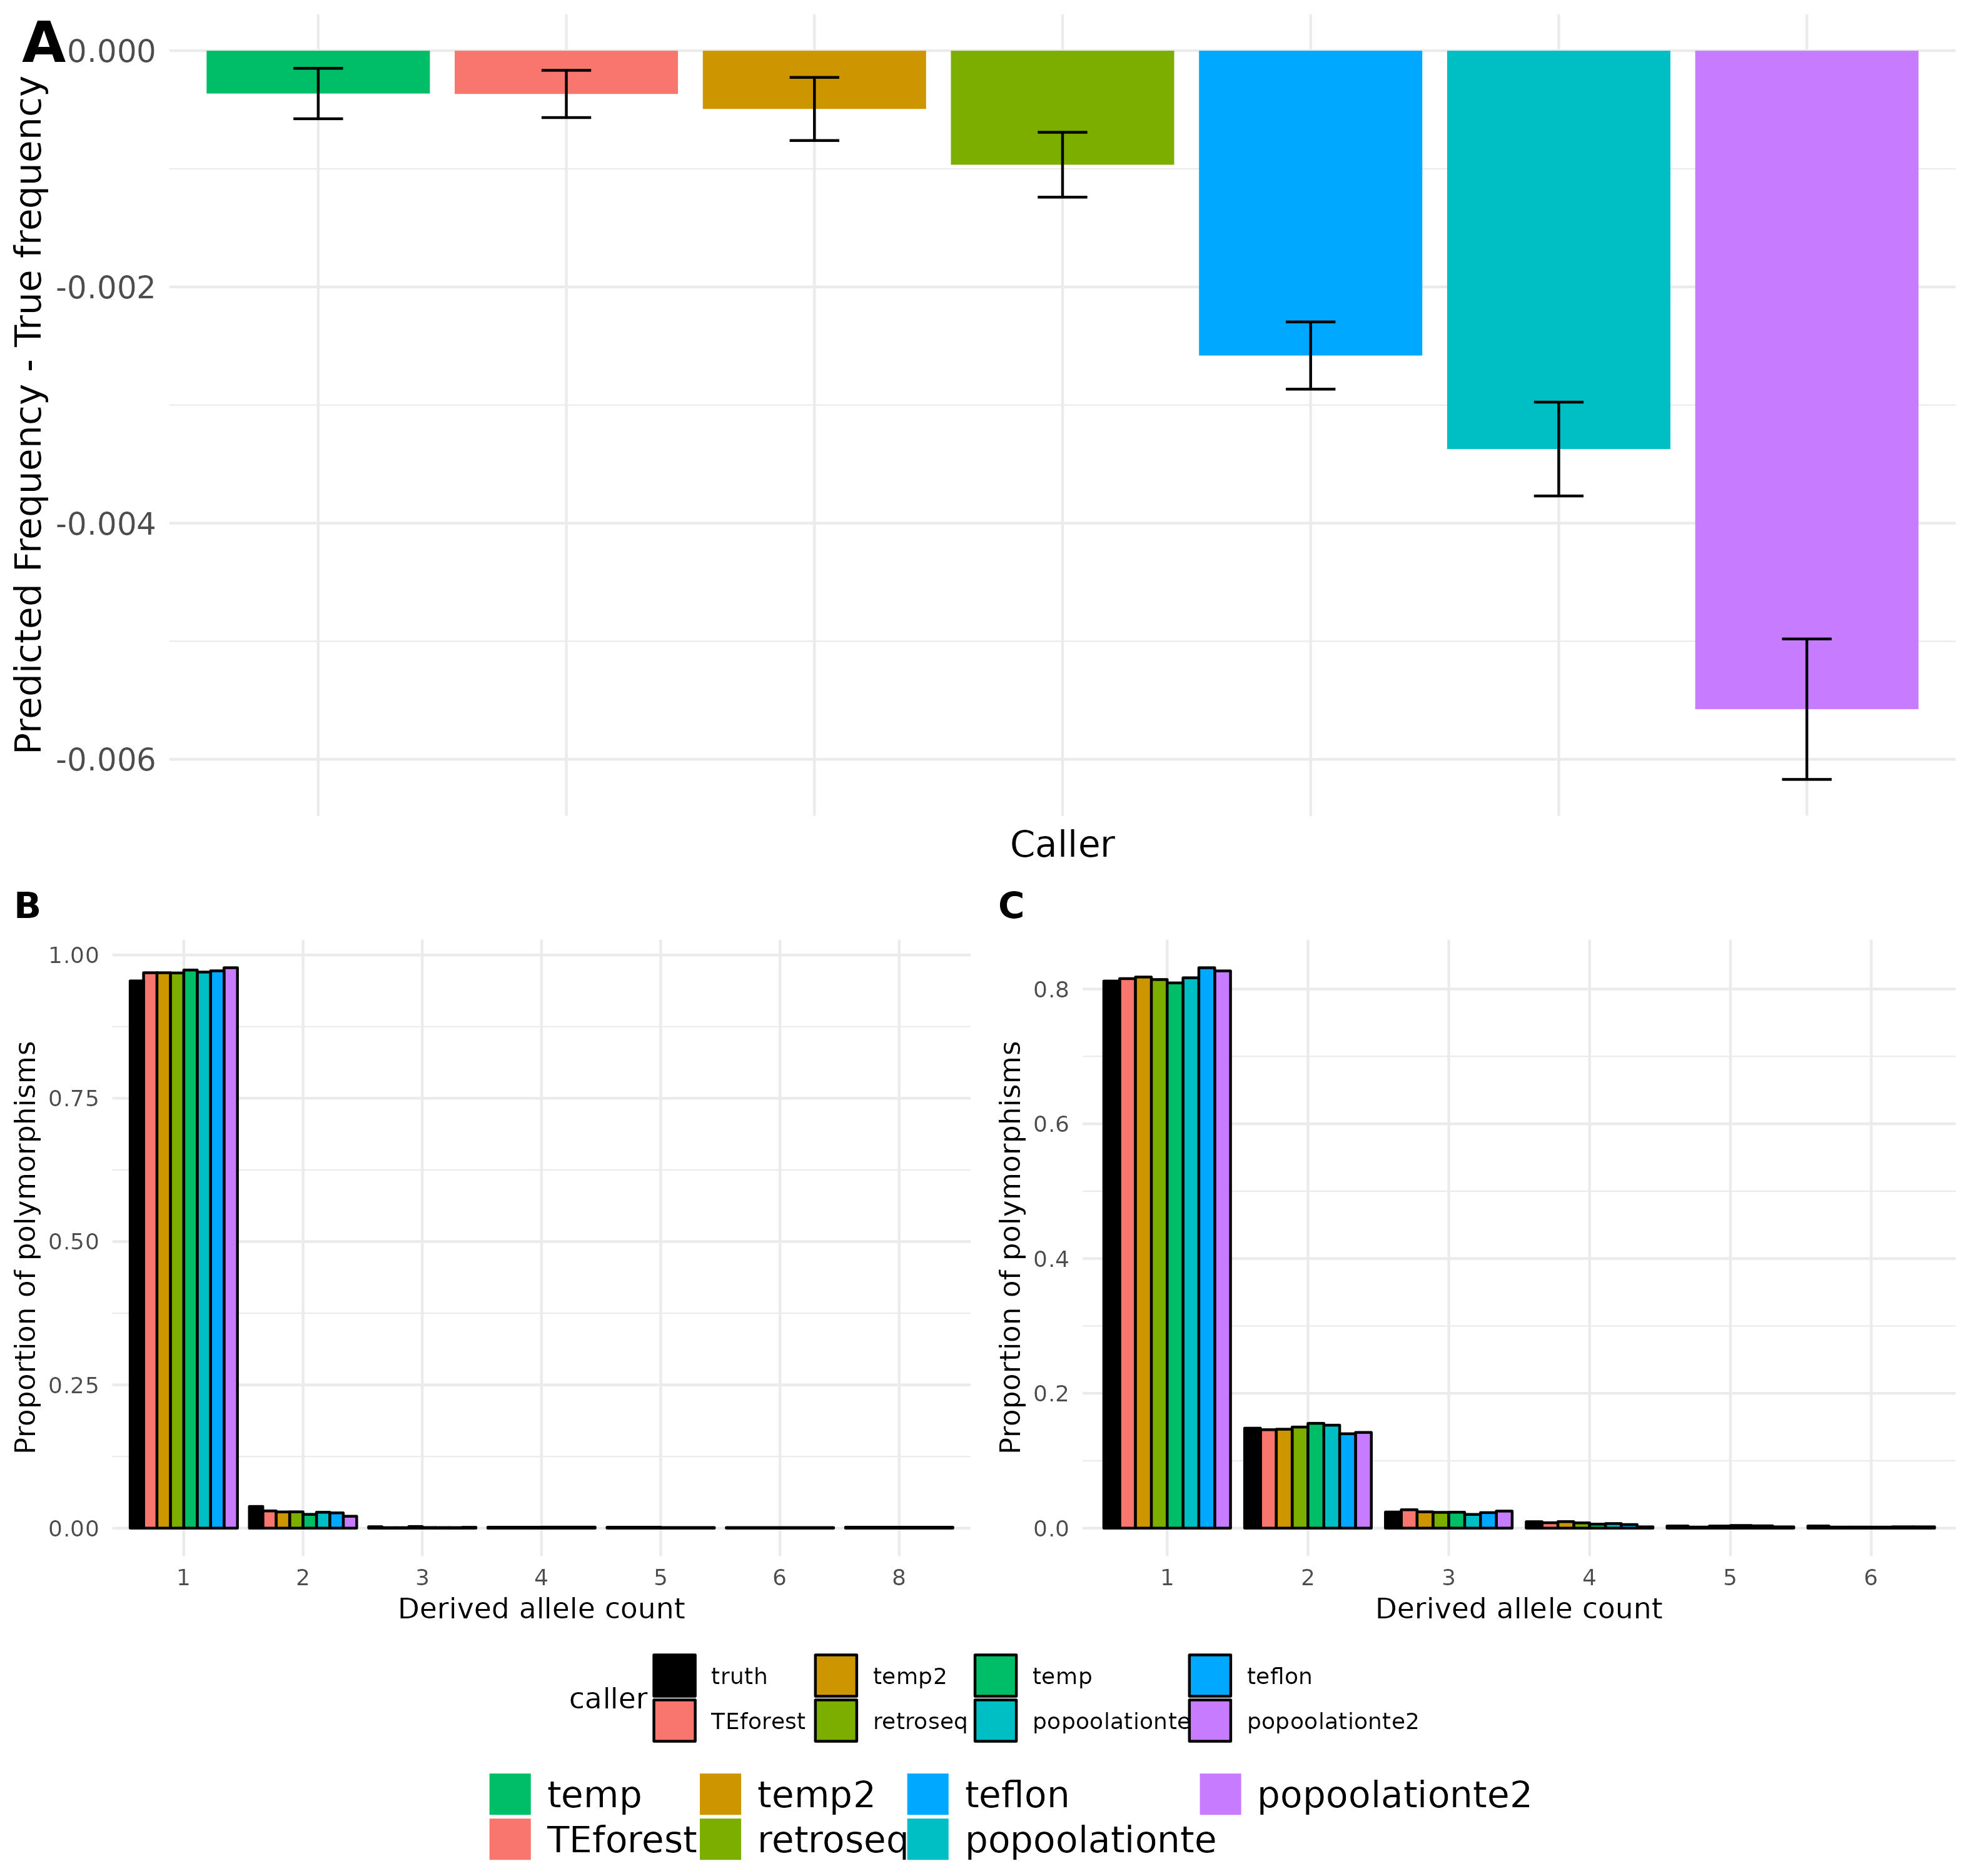 A
0.000
-0.002
-0.004
-0.006
Predicted Frequency - True frequency
Caller
B
1.00
0.75
0.50
0.25
0.00
Proportion of polymorphisms
1 2 3 4 5 6 8
Derived allele count
C
0.8
0.6
0.4
0.2
0.0
Proportion of polymorphisms
1 2 3 4 5 6
Derived allele count
caller
truth temp2 temp teflon
TEforest retroseq popoolationte popoolationte2
temp temp2 teflon popoolationte2
TEforest retroseq popoolationte